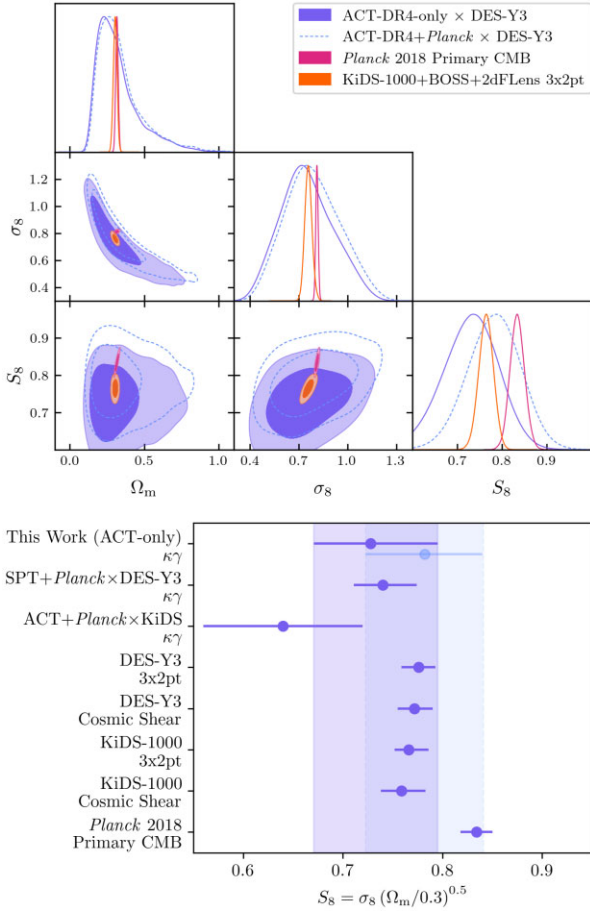 ACT-DR4-only × DES-Y3
ACT-DR4+Planck × DES-Y3
Planck 2018 Primary CMB
KiDS-1000+BOSS+2dFLens 3x2pt
1.2
1.0
0.8
0.6
0.4
σ₈
0.9
0.8
0.7
S₈
0.0 0.5 1.0
0.4 0.7 1.0 1.3
0.7 0.8 0.9
Ωₘ
σ₈
S₈
This Work (ACT-only)
κγ
SPT+Planck×DES-Y3
κγ
ACT+Planck×KiDS
κγ
DES-Y3
3x2pt
DES-Y3
Cosmic Shear
KiDS-1000
3x2pt
KiDS-1000
Cosmic Shear
Planck 2018
Primary CMB
0.6 0.7 0.8 0.9
S₈ = σ₈ (Ωₘ/0.3)⁰·⁵